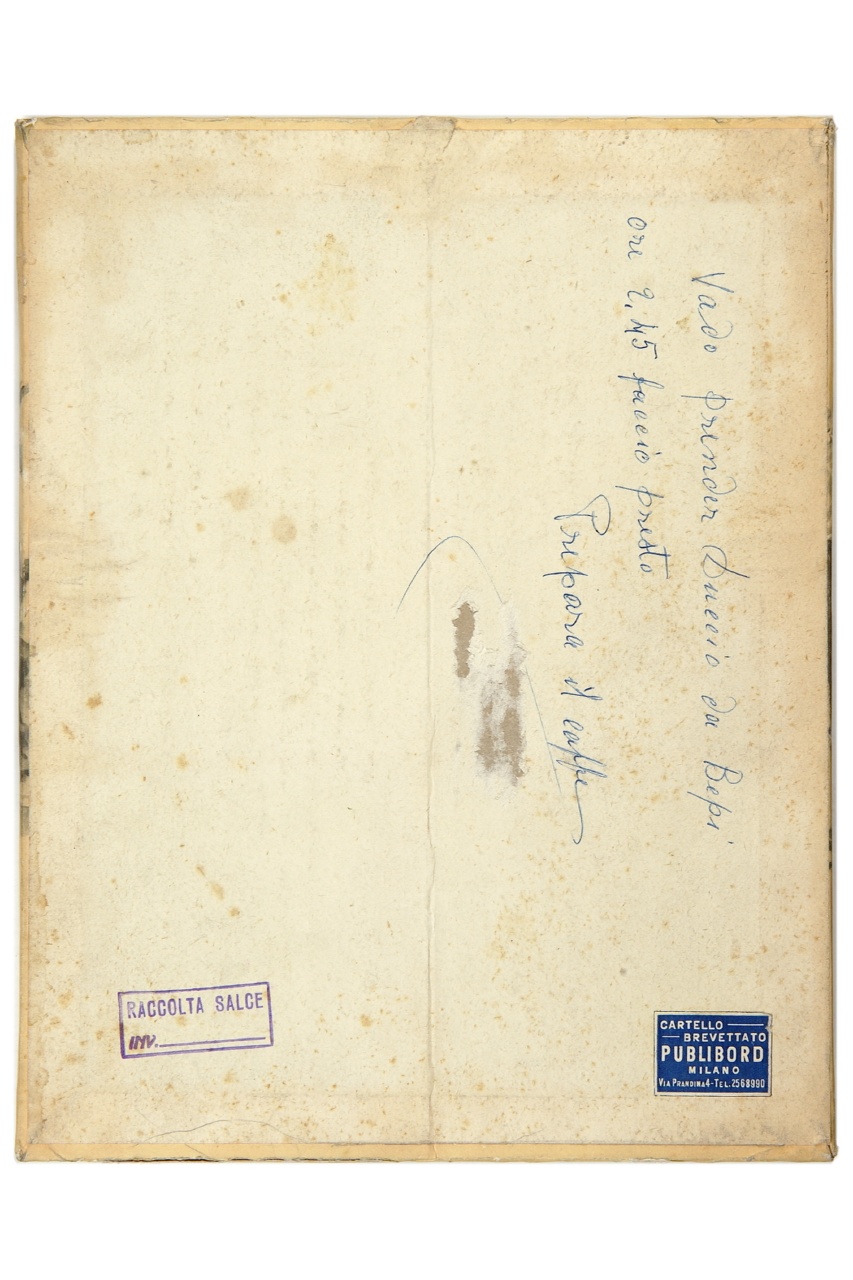 Vado prender Duccio da Bepi
ore 2,45 faccio presto
Prepara il caffe
RACCOLTA SALCE
INV.
CARTELLO
BREVETTATO
PUBLIBORD
MILANO
VIA PRANDINA 4-TEL. 2568990